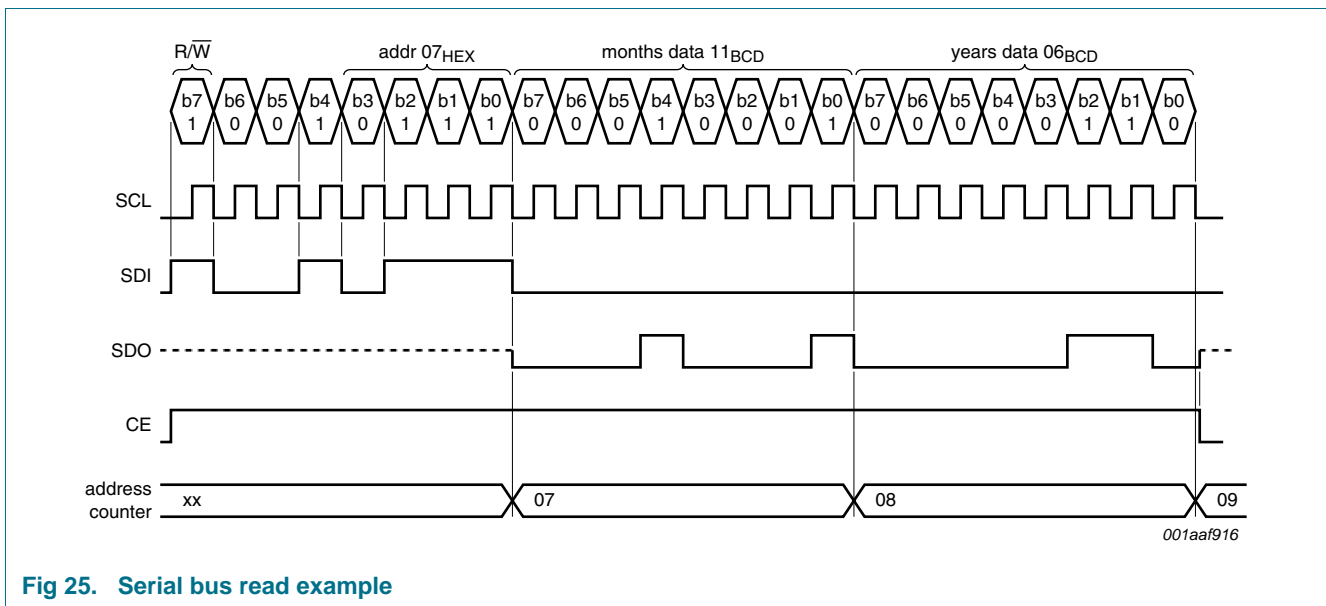 R/W addr 07HEX months data 11BCD years data 06BCD
b7 b6 b5 b4 b3 b2 b1 b0 b7 b6 b5 b4 b3 b2 b1 b0 b7 b6 b5 b4 b3 b2 b1 b0
1 0 0 1 0 1 1 1 0 0 0 1 0 0 0 1 0 0 0 0 0 1 1 0
SCL
SDI
SDO
CE
address
counter
xx 07 08 09
001aaf916
Fig 25. Serial bus read example